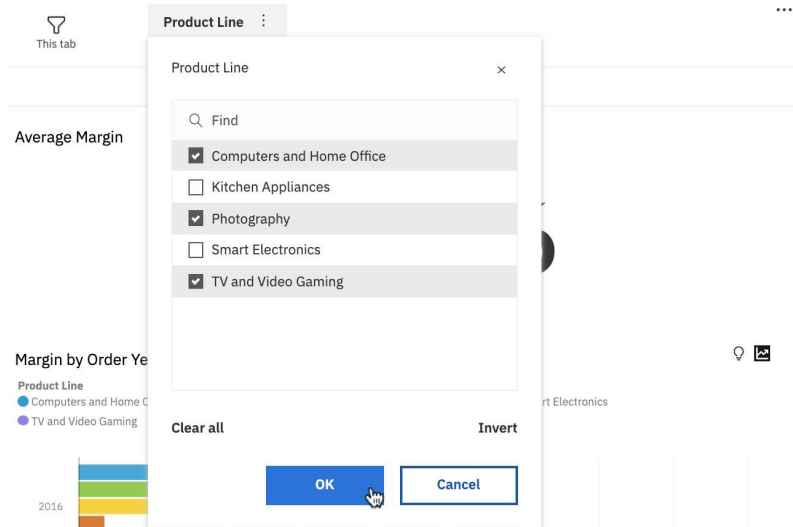 Product Line
This tab
Product Line
Find
Average Margin
Computers and Home Office
Kitchen Appliances
Photography
Smart Electronics
TV and Video Gaming
Margin by Order Ye
Product Line
Computers and Home
rt Electronics
TV and Video Gaming
Clear all
Invert
OK
Cancel
2016